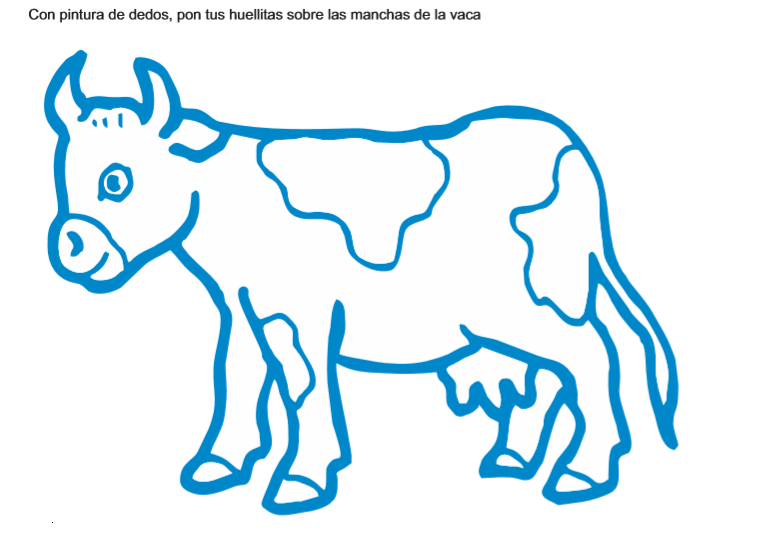 Con pintura de dedos, pon tus huellitas sobre las manchas de la vaca